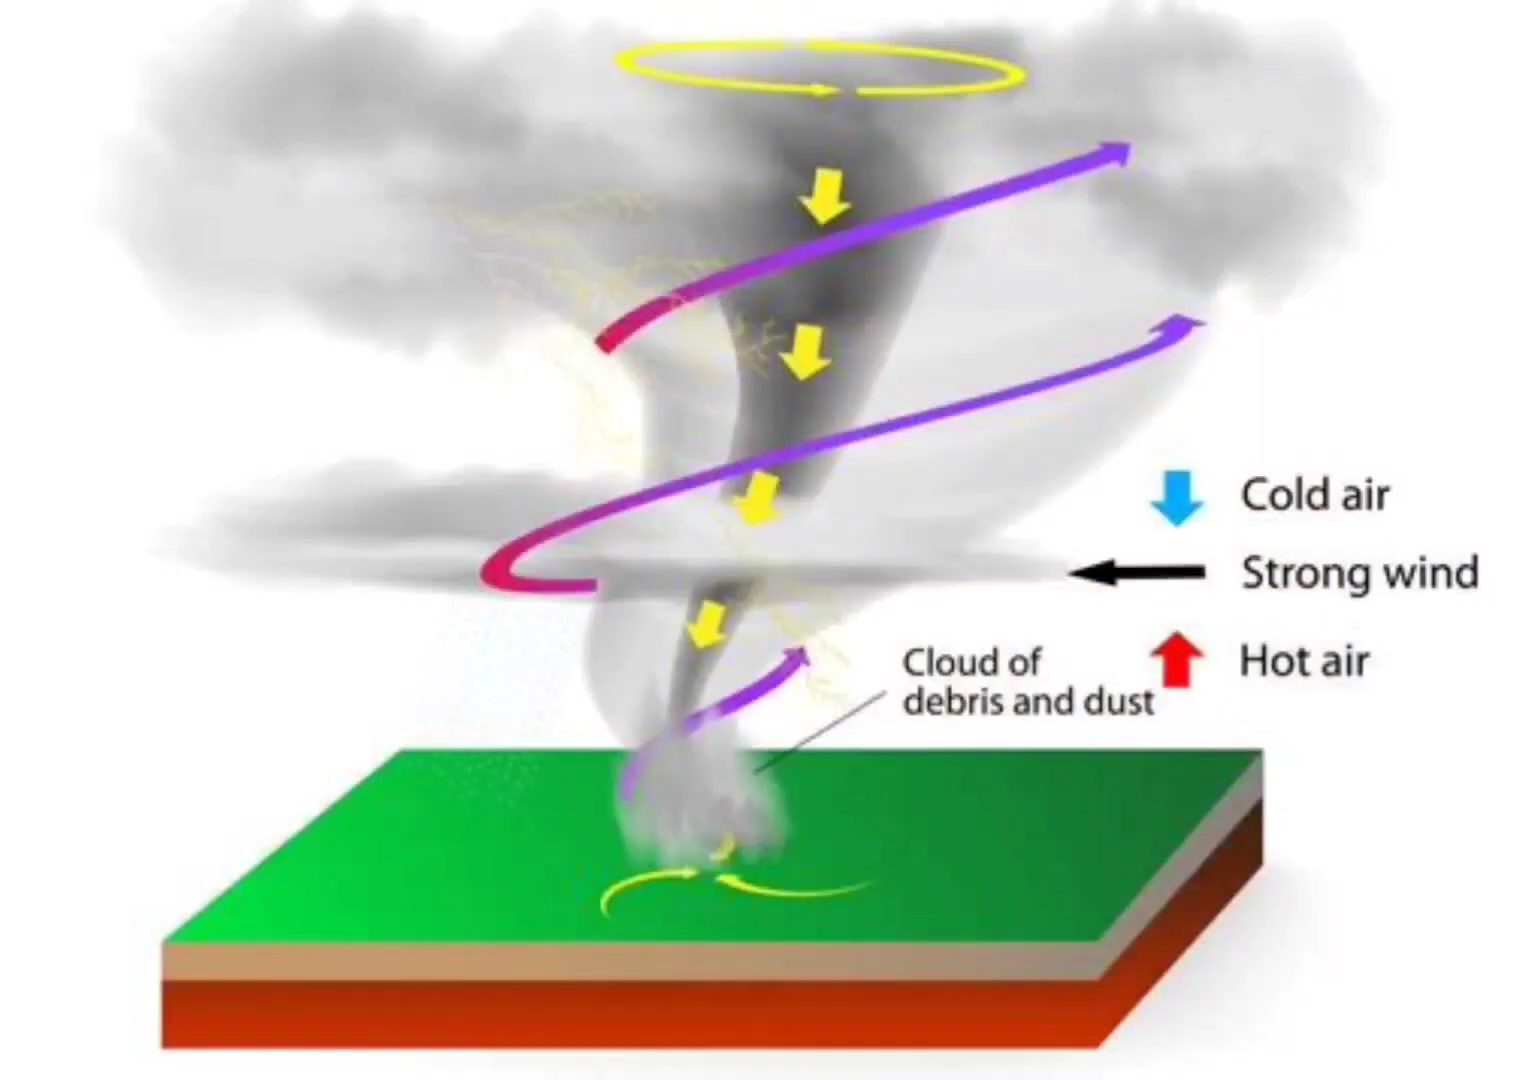 Cold air
Strong wind
Hot air
Cloud of
debris and dust